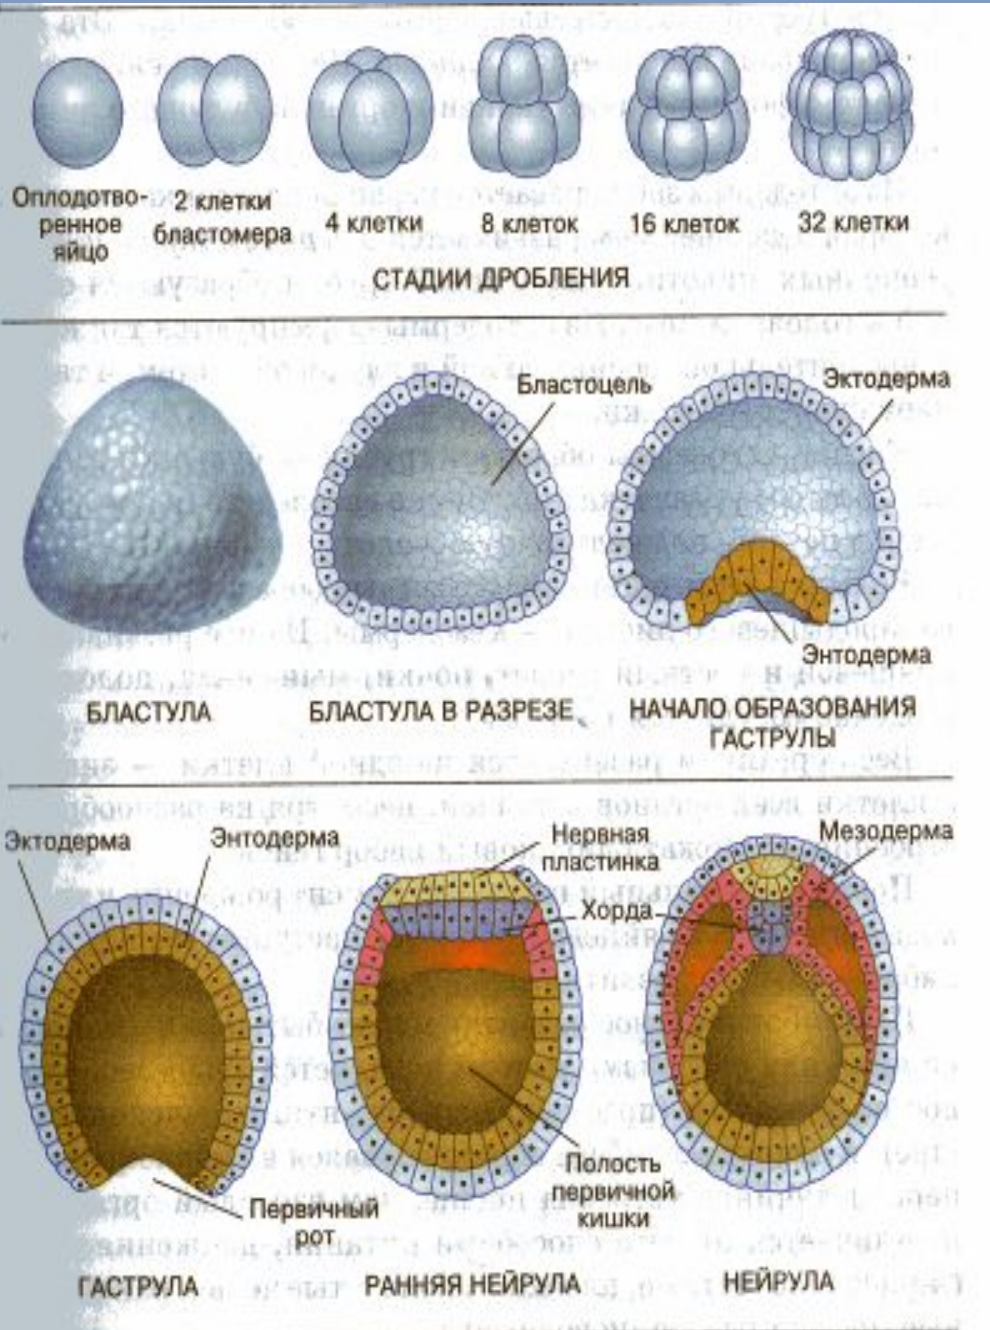 Оплодотво-
ренное
яйцо
2 клетки
бластомера
4 клетки
8 клеток
16 клеток
32 клетки
СТАДИИ ДРОБЛЕНИЯ
Бластоцель
Эктодерма
Энтодерма
БЛАСТУЛА
БЛАСТУЛА В РАЗРЕЗЕ
НАЧАЛО ОБРАЗОВАНИЯ
ГАСТРУЛЫ
Эктодерма
Энтодерма
Нервная
пластинка
Мезодерма
Хорда
Первичный
рот
Полость
первичной
кишки
ГАСТРУЛА
РАННЯЯ НЕЙРУЛА
НЕЙРУЛА